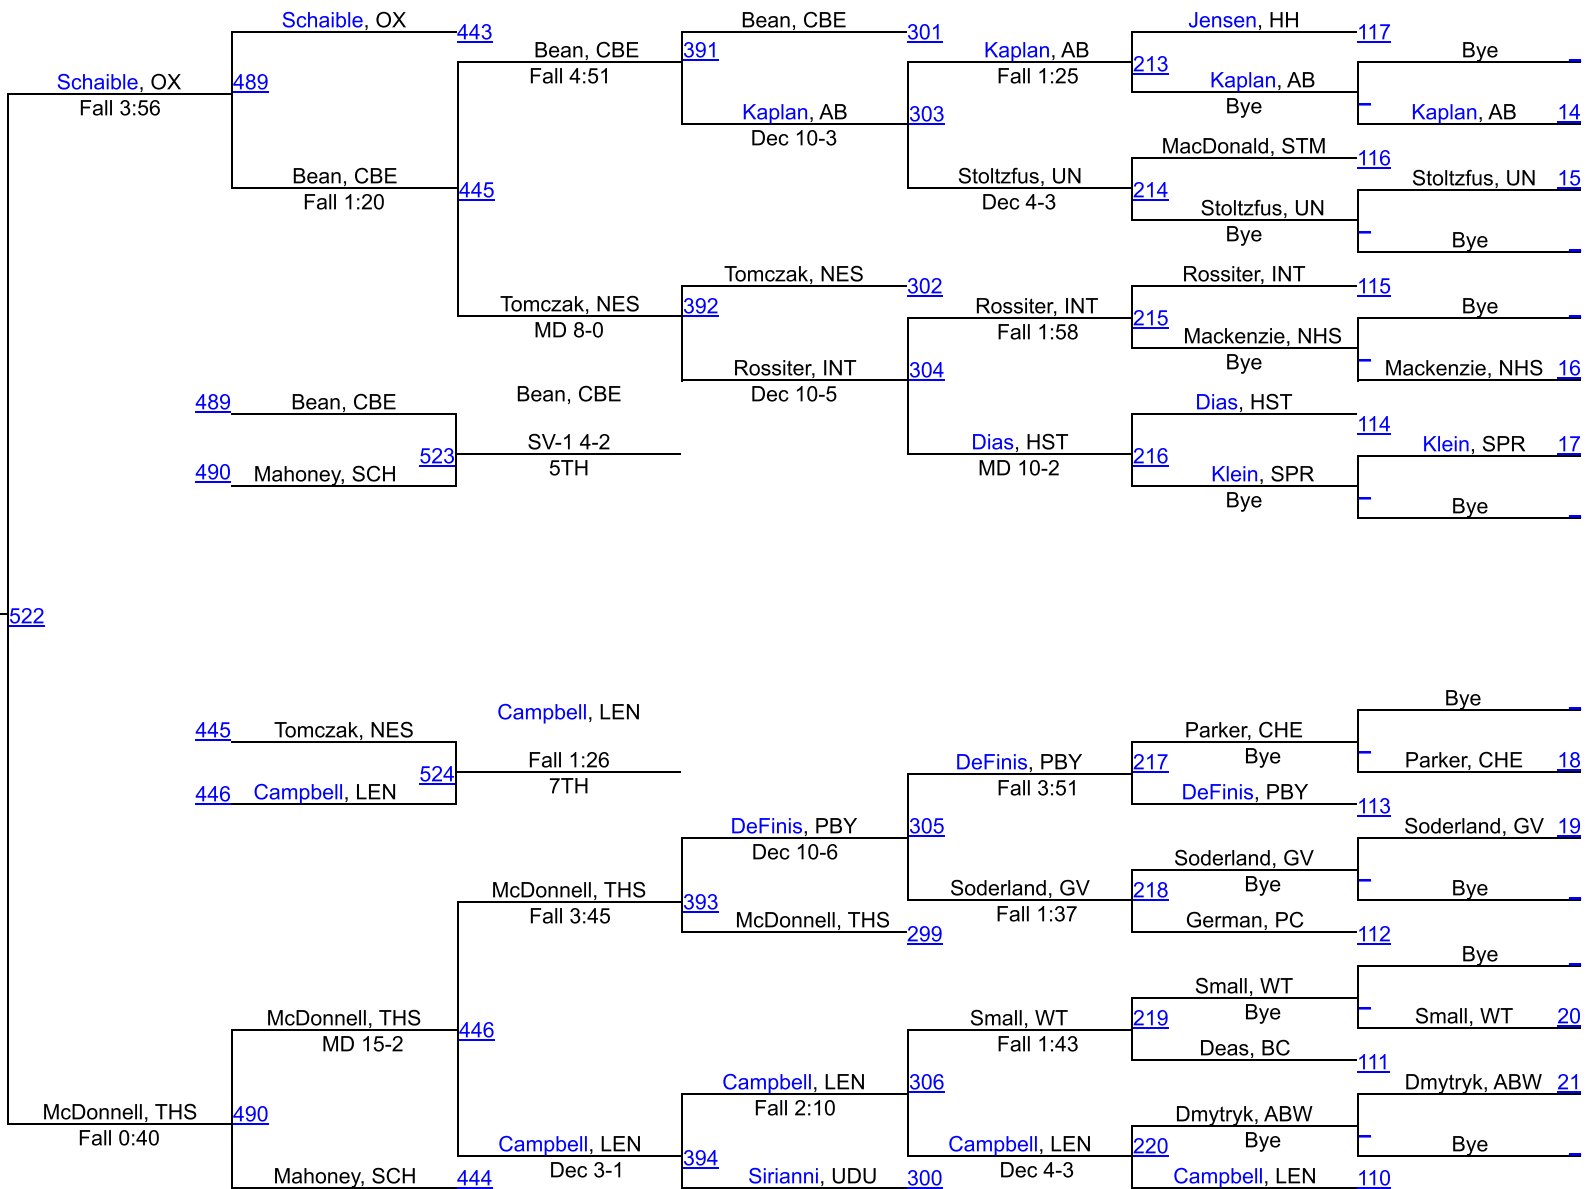 Schaible, OX
443
Bean, CBE
301
Jensen, HH
117
Bean, CBE
391
Kaplan, AB
Bye
Fall 4:51
Fall 1:25
213
Schaible, OX
489
Kaplan, AB
Fall 3:56
Bye
Kaplan, AB
303
Kaplan, AB
14
Dec 10-3
MacDonald, STM
116
Bean, CBE
Stoltzfus, UN
Stoltzfus, UN
15
Fall 1:20
445
Dec 4-3
214
Stoltzfus, UN
Bye
Bye
Tomczak, NES
302
Rossiter, INT
115
Tomczak, NES
392
Rossiter, INT
Bye
MD 8-0
Fall 1:58
215
Mackenzie, NHS
Bye
Rossiter, INT
304
Mackenzie, NHS
16
Dec 10-5
489
Bean, CBE
Bean, CBE
Dias, HST
114
523
SV-1 4-2
Dias, HST
Klein, SPR
17
5TH
MD 10-2
216
490
Mahoney, SCH
Klein, SPR
Bye
Bye
522
Bye
445
Tomczak, NES
Campbell, LEN
Parker, CHE
Bye
524
Fall 1:26
DeFinis, PBY
217
Parker, CHE
18
7TH
Fall 3:51
446
Campbell, LEN
DeFinis, PBY
113
DeFinis, PBY
305
Soderland, GV
19
Dec 10-6
Soderland, GV
Bye
McDonnell, THS
393
Soderland, GV
218
Bye
Fall 3:45
Fall 1:37
McDonnell, THS
299
German, PC
112
Bye
Small, WT
Bye
McDonnell, THS
446
Small, WT
219
Small, WT
20
MD 15-2
Fall 1:43
Deas, BC
111
Campbell, LEN
306
Dmytryk, ABW
21
Fall 2:10
McDonnell, THS
490
Dmytryk, ABW
Fall 0:40
Bye
Campbell, LEN
394
Campbell, LEN
220
Bye
Dec 3-1
Dec 4-3
Mahoney, SCH
444
Sirianni, UDU
300
Campbell, LEN
110